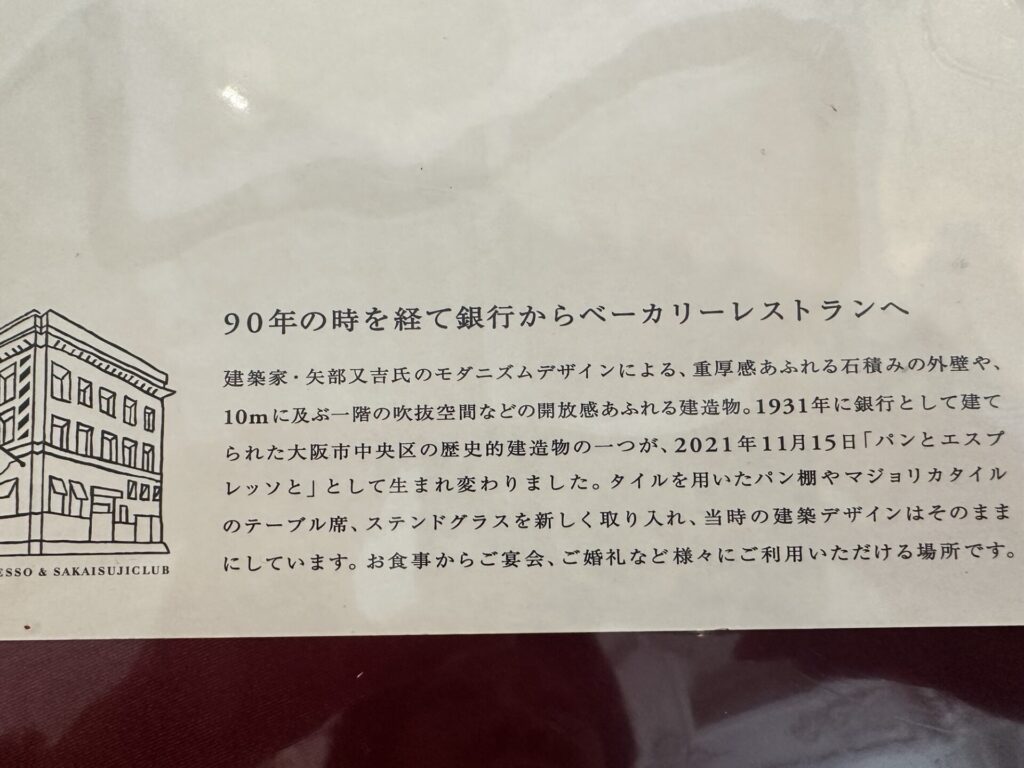 90年の時を経て銀行からベーカリーレストランへ
建築家・矢部又吉氏のモダニズムデザインによる、重厚感あふれる石積みの外壁や、
10mに及ぶ一階の吹抜空間などの開放感あふれる建造物。1931年に銀行として建て
られた大阪市中央区の歴史的建造物の一つが、2021年11月15日「パンとエスプ
レッソと」として生まれ変わりました。タイルを用いたパン棚やマジョリカタイル
のテーブル席、ステンドグラスを新しく取り入れ、当時の建築デザインはそのまま
にしています。お食事からご宴会、ご婚礼など様々にご利用いただける場所です。
ESSO & SAKAISUJICLUB